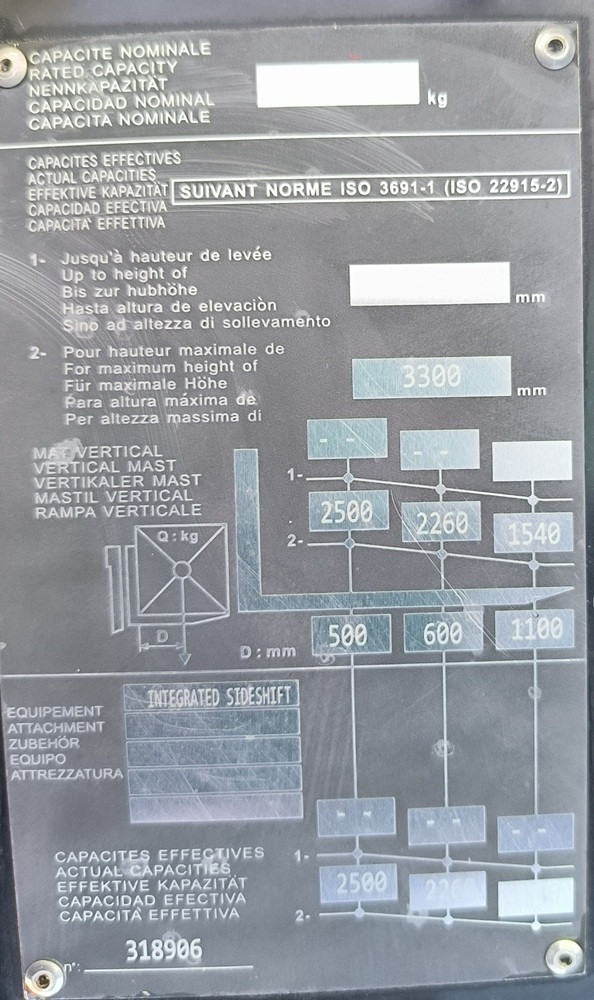 CAPACITE NOMINALE
RATED CAPACITY
NENNKAPAZITÄT
CAPACIDAD NOMINAL
CAPACITA NOMINALE
kg
CAPACITES EFFECTIVES
ACTUAL CAPACITIES
EFFEKTIVE KAPAZITÄT
CAPACIDAD EFECTIVA
CAPACITA' EFFETTIVA
SUIVANT NORME ISO 3691-1 (ISO 22915-2)
1- Jusqu'à hauteur de levée
Up to height of
Bis zur hubhöhe
Hasta altura de elevaciòn
Sino ad altezza di sollevamento
mm
2- Pour hauteur maximale de
For maximum height of
Für maximale Höhe
Para altura máxima de
Per altezza massima di
3300 mm
MAT VERTICAL
VERTICAL MAST
VERTIKALER MAST
MASTIL VERTICAL
RAMPA VERTICALE
- - - -
1-
2500 2260 1540
2-
Q : kg
D
D : mm 500 600 1100
INTEGRATED SIDESHIFT
EQUIPEMENT
ATTACHMENT
ZUBEHÖR
EQUIPO
ATTREZZATURA
- - - - - -
CAPACITES EFFECTIVES
ACTUAL CAPACITIES
EFFEKTIVE KAPAZITÄT
CAPACIDAD EFECTIVA
CAPACITÀ EFFETTIVA
1-
2500 2260
2-
n°: 318906